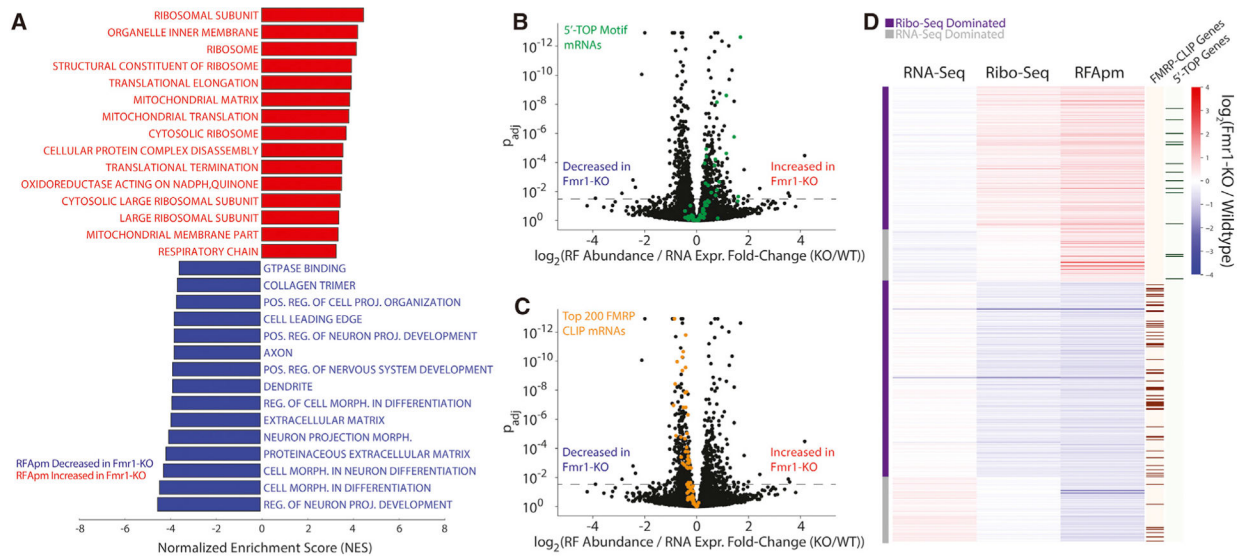 A
RIBOSOMAL SUBUNIT
ORGANELLE INNER MEMBRANE
RIBOSOME
STRUCTURAL CONSTITUENT OF RIBOSOME
TRANSLATIONAL ELONGATION
MITOCHONDRIAL MATRIX
MITOCHONDRIAL TRANSLATION
CYTOSOLIC RIBOSOME
CELLULAR PROTEIN COMPLEX DISASSEMBLY
TRANSLATIONAL TERMINATION
OXIDOREDUCTASE ACTING ON NADPH,QUINONE
CYTOSOLIC LARGE RIBOSOMAL SUBUNIT
LARGE RIBOSOMAL SUBUNIT
MITOCHONDRIAL MEMBRANE PART
RESPIRATORY CHAIN
GTPASE BINDING
COLLAGEN TRIMER
POS. REG. OF CELL PROJ. ORGANIZATION
CELL LEADING EDGE
POS. REG. OF NEURON PROJ. DEVELOPMENT
AXON
POS. REG. OF NERVOUS SYSTEM DEVELOPMENT
DENDRITE
REG. OF CELL MORPH. IN DIFFERENTIATION
EXTRACELLULAR MATRIX
NEURON PROJECTION MORPH.
PROTEINACEOUS EXTRACELLULAR MATRIX
CELL MORPH. IN NEURON DIFFERENTIATION
CELL MORPH. IN DIFFERENTIATION
REG. OF NEURON PROJ. DEVELOPMENT
RFApm Decreased in Fmr1-KO
RFApm Increased in Fmr1-KO
-8 -6 -4 -2 0 2 4 6 8
Normalized Enrichment Score (NES)
B
5'-TOP Motif
mRNAs
10-12
10-10
10-8
10-6
10-4
10-2
100
padj
Decreased in
Fmr1-KO
Increased in
Fmr1-KO
-4 -2 0 2 4 6
log2(RF Abundance / RNA Expr. Fold-Change (KO/WT))
C
Top 200 FMRP
CLIP mRNAs
10-12
10-10
10-8
10-6
10-4
10-2
100
padj
Decreased in
Fmr1-KO
Increased in
Fmr1-KO
-4 -2 0 2 4 6
log2(RF Abundance / RNA Expr. Fold-Change (KO/WT))
D
Ribo-Seq Dominated
RNA-Seq Dominated
RNA-Seq Ribo-Seq RFApm
FMRP-CLIP Genes
5'-TOP Genes
4
3
2
1
0
-1
-2
-3
-4
log2(Fmr1-KO / Wildtype)